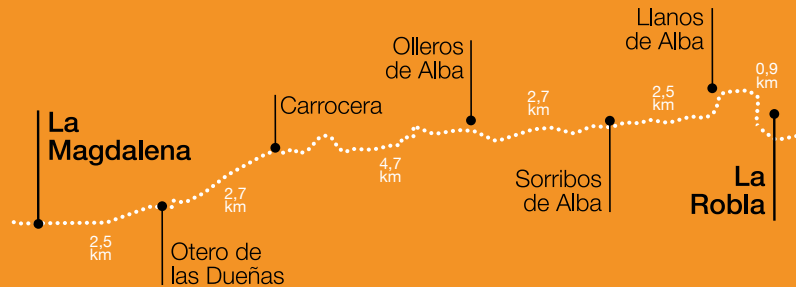 La
Magdalena
2,5
km
Otero de
las Dueñas
2,7
km
Carrocera
4,7
km
Olleros
de Alba
2,7
km
Sorribos
de Alba
2,5
km
Llanos
de Alba
0,9
km
La
Robla